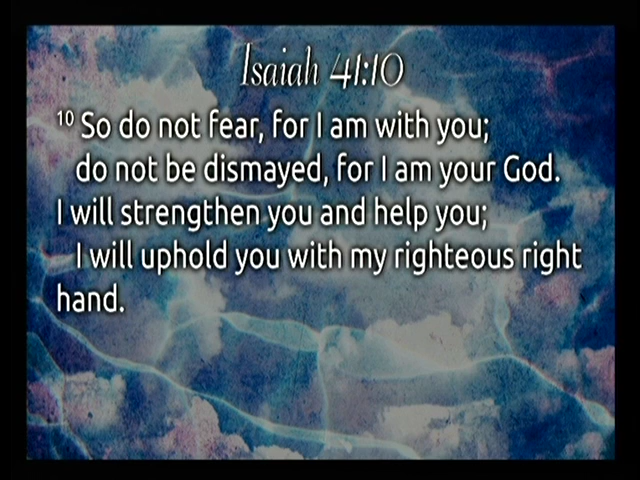 Isaiah 41:10
10 So do not fear, for I am with you;
do not be dismayed, for I am your God.
I will strengthen you and help you;
I will uphold you with my righteous right
hand.